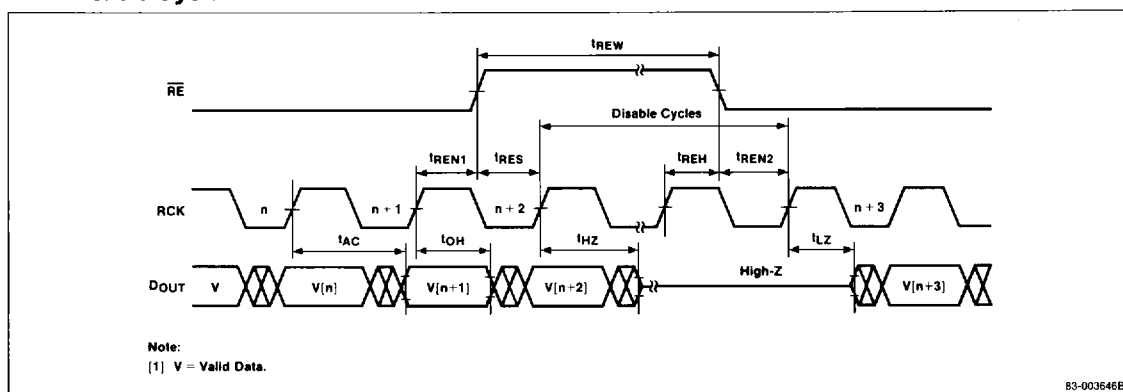 tREW
RE
Disable Cycles
tREN1 tRES tREH tREN2
RCK n n + 1 n + 2 n + 3
tAC tOH tHZ tLZ
DOUT V V[n] V[n+1] V[n+2] High-Z V[n+3]
Note:
[1] V = Valid Data.
83-003646B